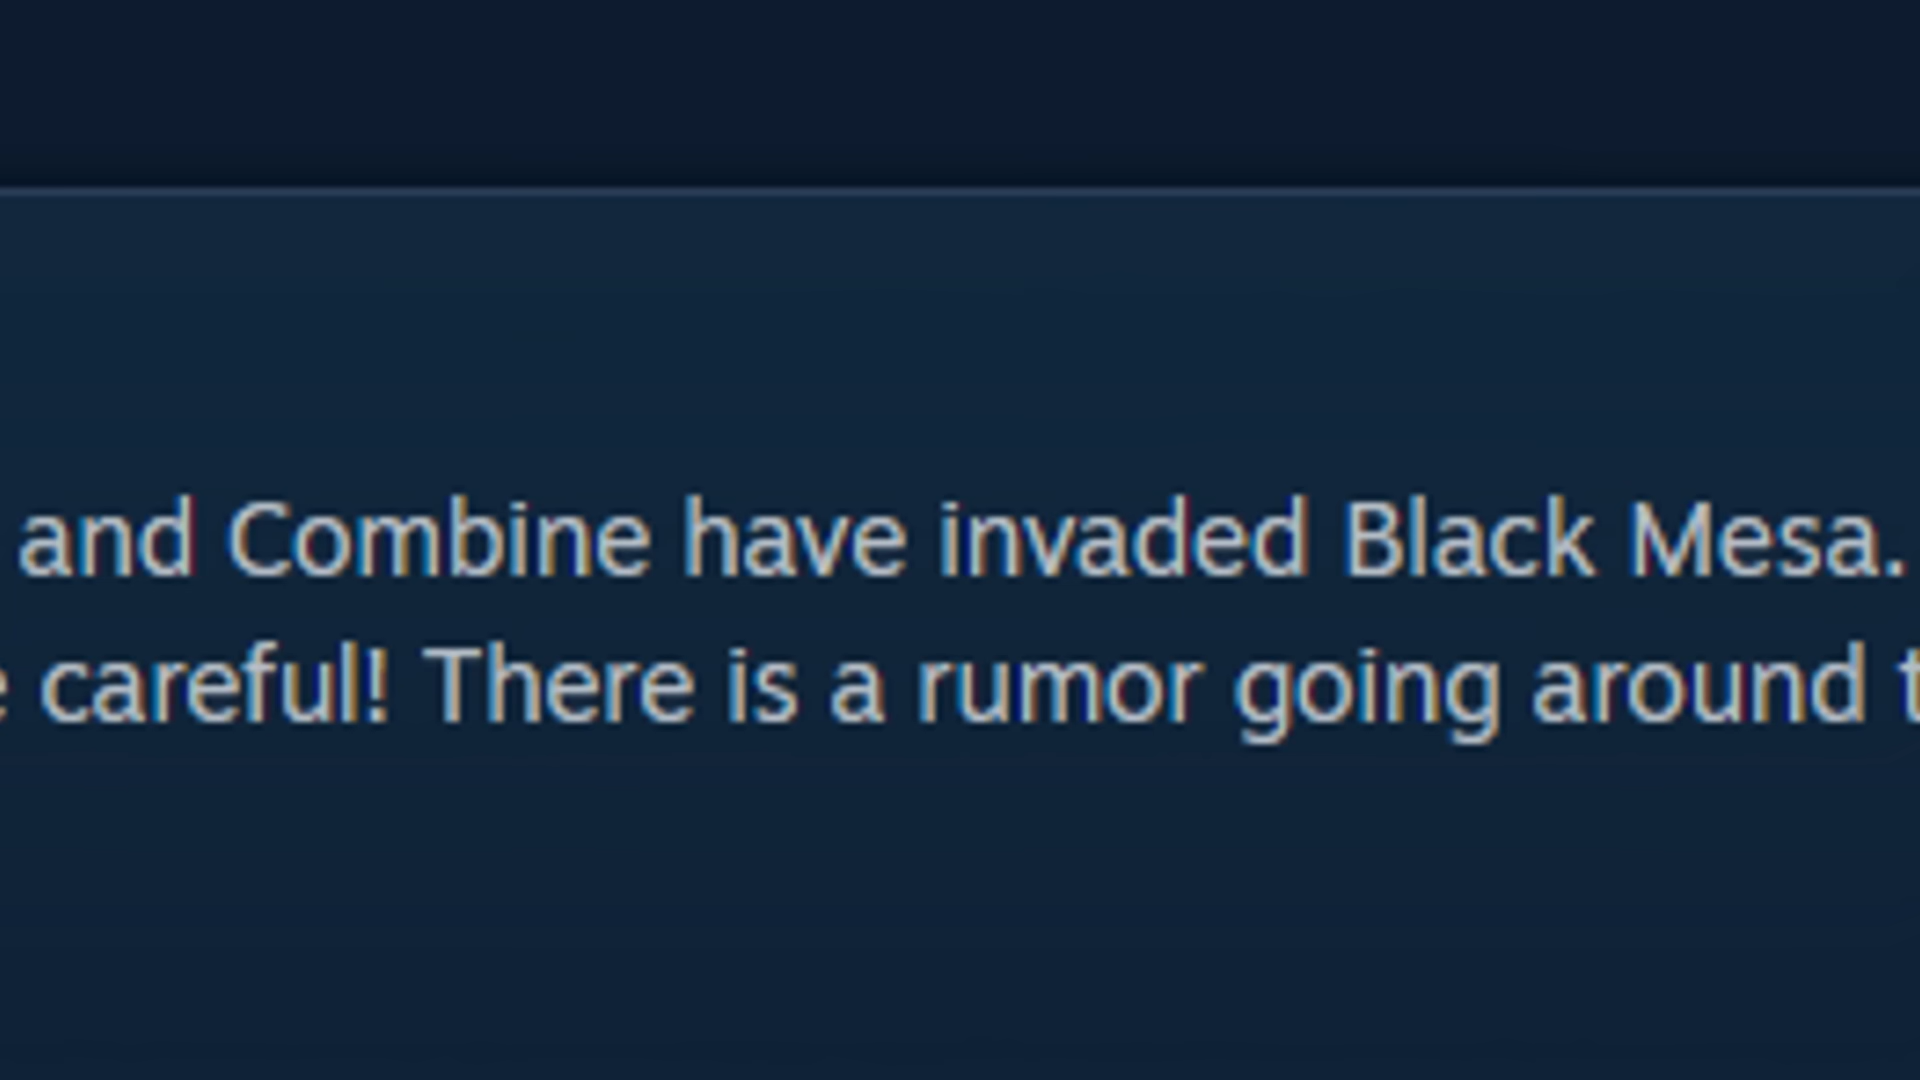 and Combine have invaded Black Mesa.
careful! There is a rumor going around